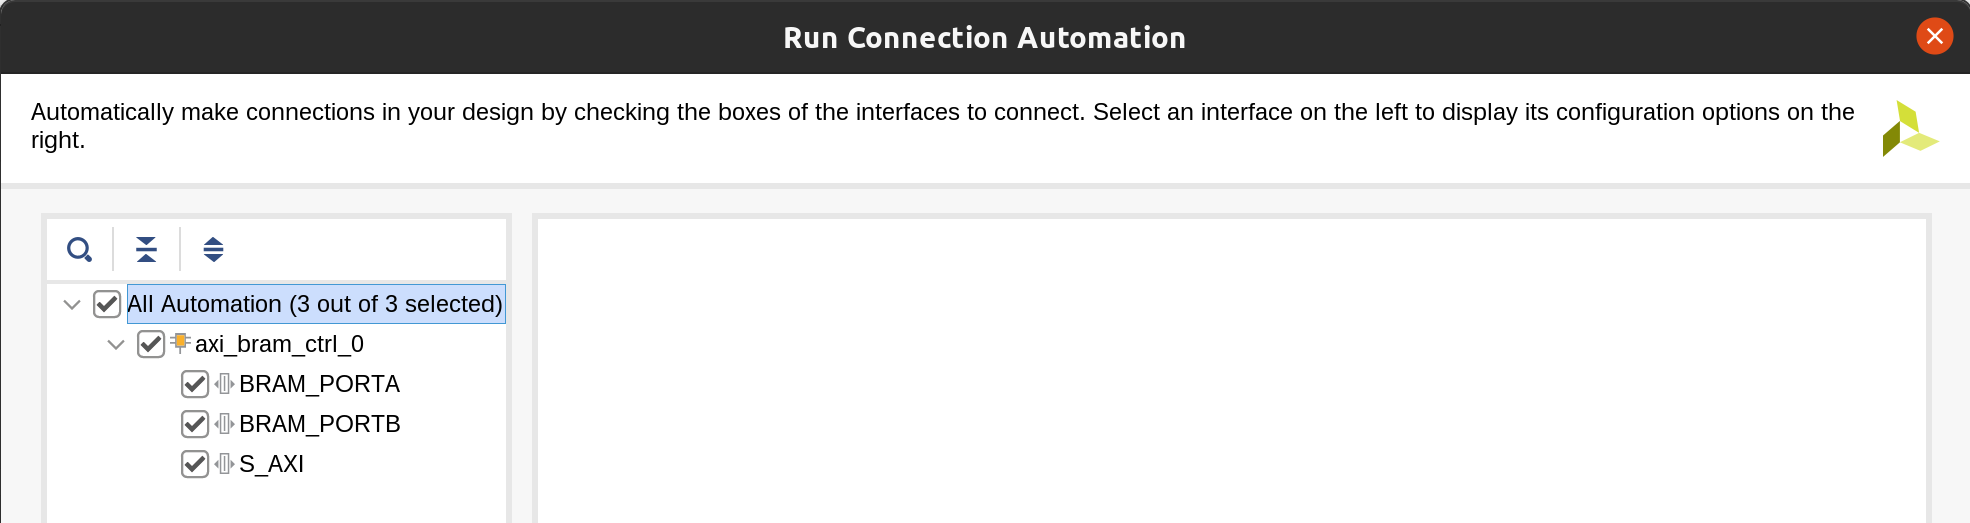 Run Connection Automation
Automatically make connections in your design by checking the boxes of the interfaces to connect. Select an interface on the left to display its configuration options on the
right.
All Automation (3 out of 3 selected)
axi_bram_ctrl_0
BRAM_PORTA
BRAM_PORTB
S_AXI